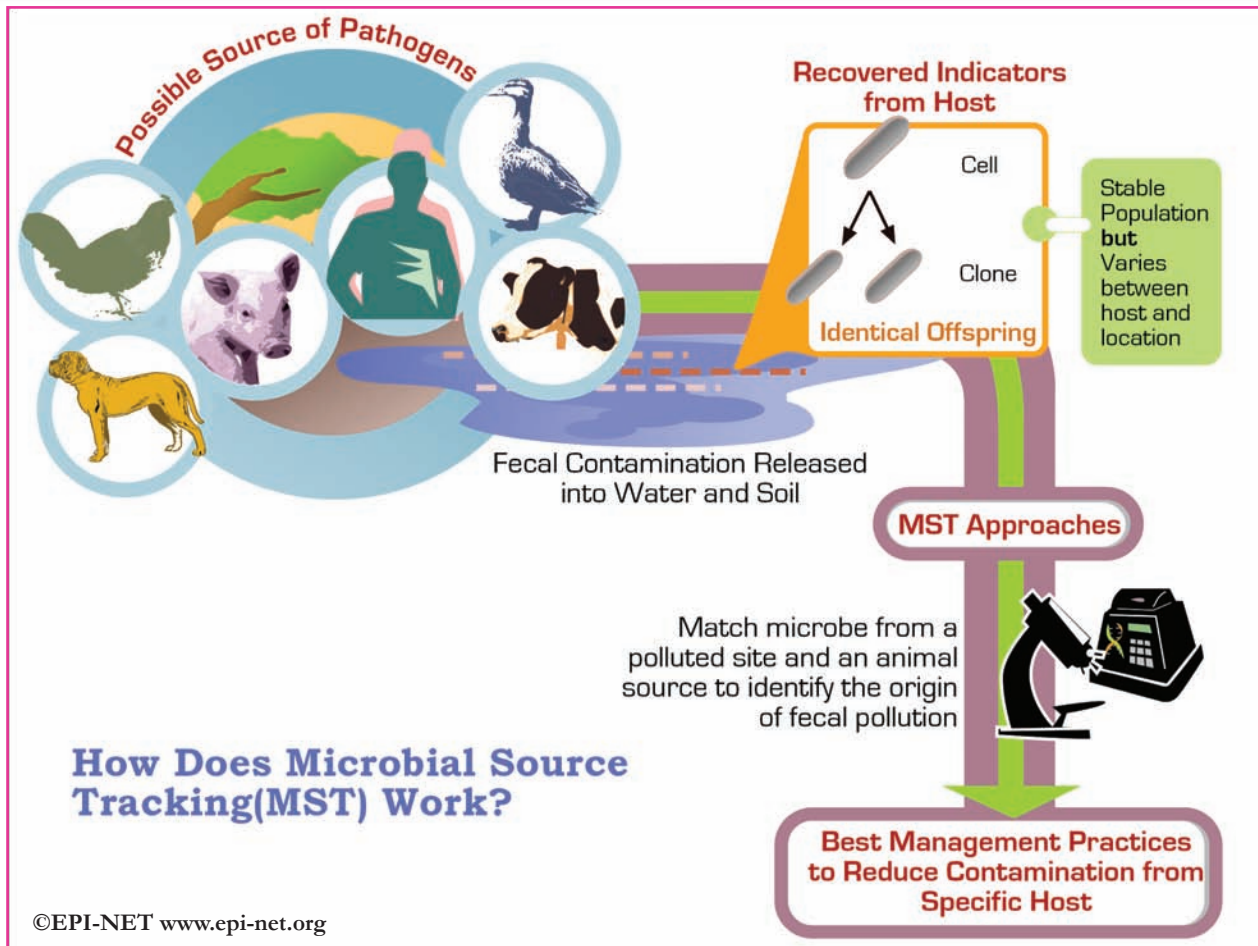 Possible Source of Pathogens
Recovered Indicators
from Host
Cell
Clone
Identical Offspring
Stable
Population
but
Varies
between
host and
location
Fecal Contamination Released
into Water and Soil
MST Approaches
Match microbe from a
polluted site and an animal
source to identify the origin
of fecal pollution
How Does Microbial Source
Tracking(MST) Work?
Best Management Practices
to Reduce Contamination from
Specific Host
©EPI-NET www.epi-net.org